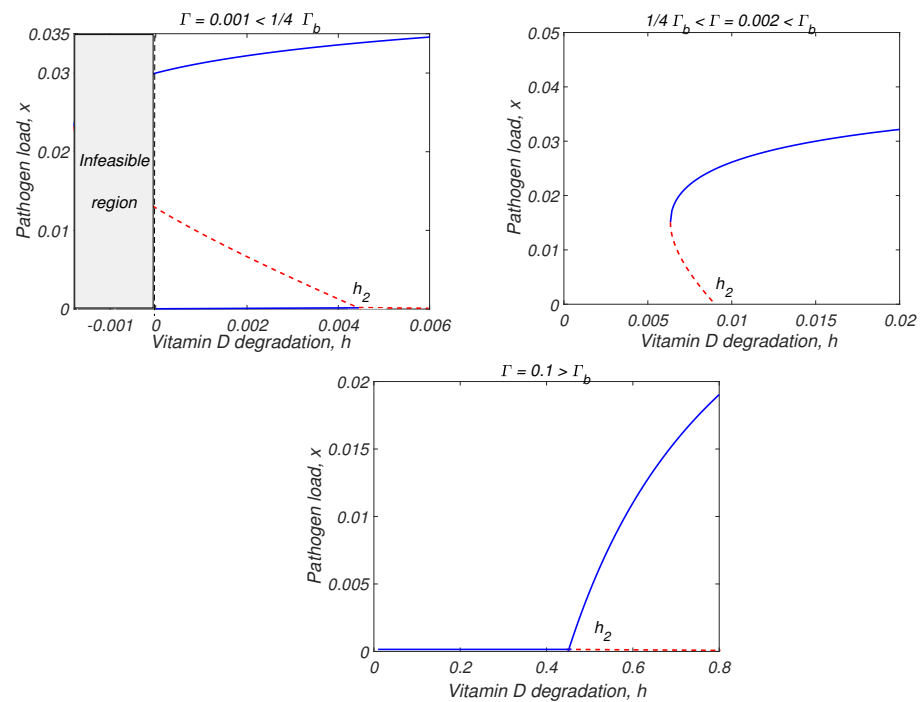 Γ = 0.001 < 1/4 Γb
0.035
0.03
0.02
0.01
0
Pathogen load, x
Infeasible
region
h2
-0.001
0
0.002
0.004
0.006
Vitamin D degradation, h
1/4 Γb < Γ = 0.002 < Γb
0.05
0.04
0.03
0.02
0.01
0
Pathogen load, x
h2
0
0.005
0.01
0.015
0.02
Vitamin D degradation, h
Γ = 0.1 > Γb
0.02
0.015
0.01
0.005
0
Pathogen load, x
h2
0
0.2
0.4
0.6
0.8
Vitamin D degradation, h